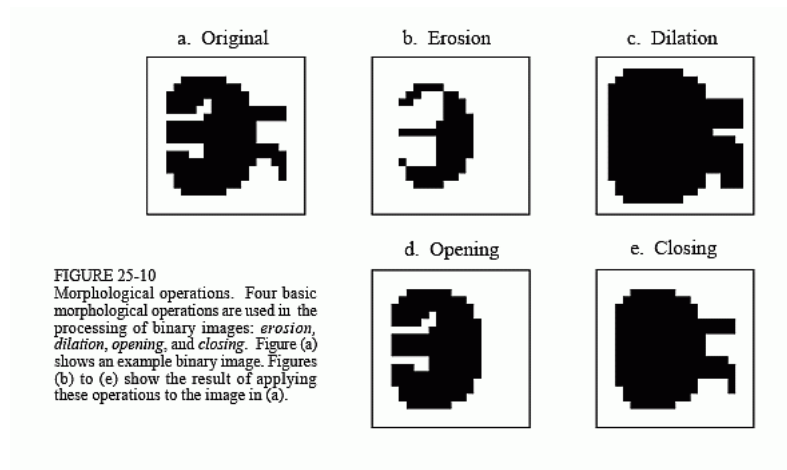 a. Original
b. Erosion
c. Dilation
d. Opening
e. Closing
FIGURE 25-10
Morphological operations. Four basic
morphological operations are used in the
processing of binary images: erosion,
dilation, opening, and closing. Figure (a)
shows an example binary image. Figures
(b) to (e) show the result of applying
these operations to the image in (a).